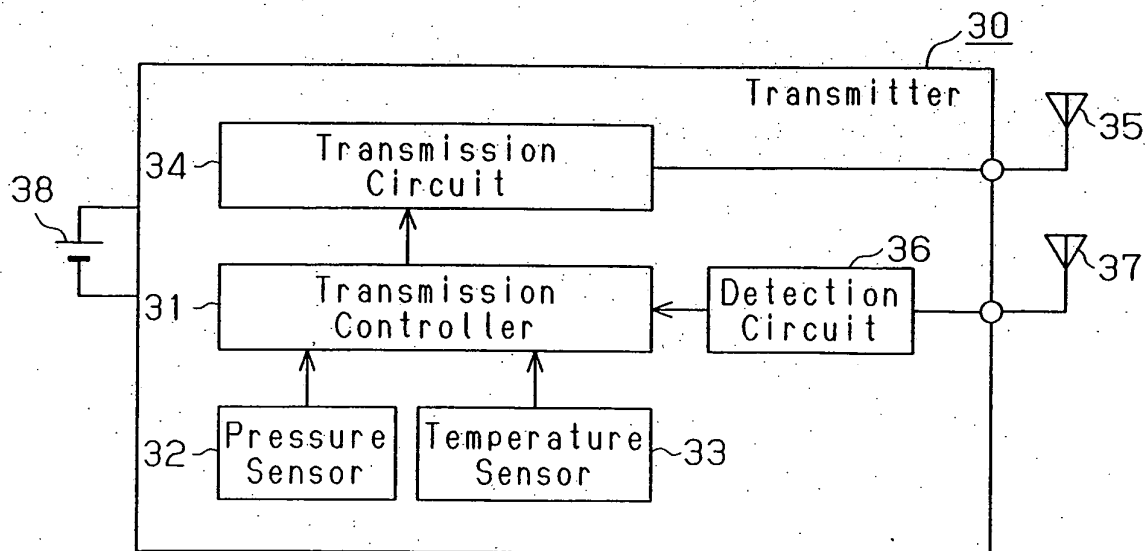 30
Transmitter
35
Transmission
Circuit
34
38
37
36
Transmission
Controller
31
Detection
Circuit
Pressure
Sensor
32
Temperature
Sensor
33